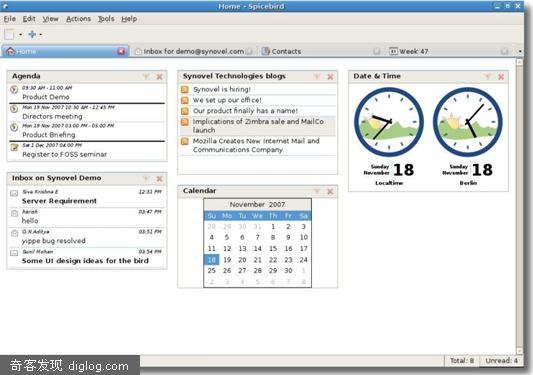 Home - Spicebird
File Edit View Actions Tools Help
Home
Inbox for demo@synovel.com
Contacts
Week 47
Agenda
09:30 AM - 11:00 AM
Product Demo
Mon 19 Nov 2007 10:30 AM - 12:45 PM
Directors meeting
Mon 19 Nov 2007 03:00 PM - 05:00 PM
Product Briefing
Sat 1 Dec 2007 04:00 PM
Register to FOSS seminar
Inbox on Synovel Demo
Siva Krishna E 12:31 PM
Server Requirement
harish 03:47 PM
hello
G.N.Aditya 03:51 PM
yippe bug resolved
Sunil Mohan 03:54 PM
Some UI design ideas for the bird
Synovel Technologies blogs
Synovel is hiring!
We set up our office!
Our product finally has a name!
Implications of Zimbra sale and MailCo
launch
Mozilla Creates New Internet Mail and
Communications Company
Calendar
November 2007
Su Mo Tu We Th Fr Sa
28 29 30 31 1 2 3
4 5 6 7 8 9 10
11 12 13 14 15 16 17
18 19 20 21 22 23 24
25 26 27 28 29 30 1
2 3 4 5 6 7 8
Date & Time
Sunday
November 18
Localtime
Sunday
November 18
Berlin
Total: 8 Unread: 4
奇客发现 diglog.com